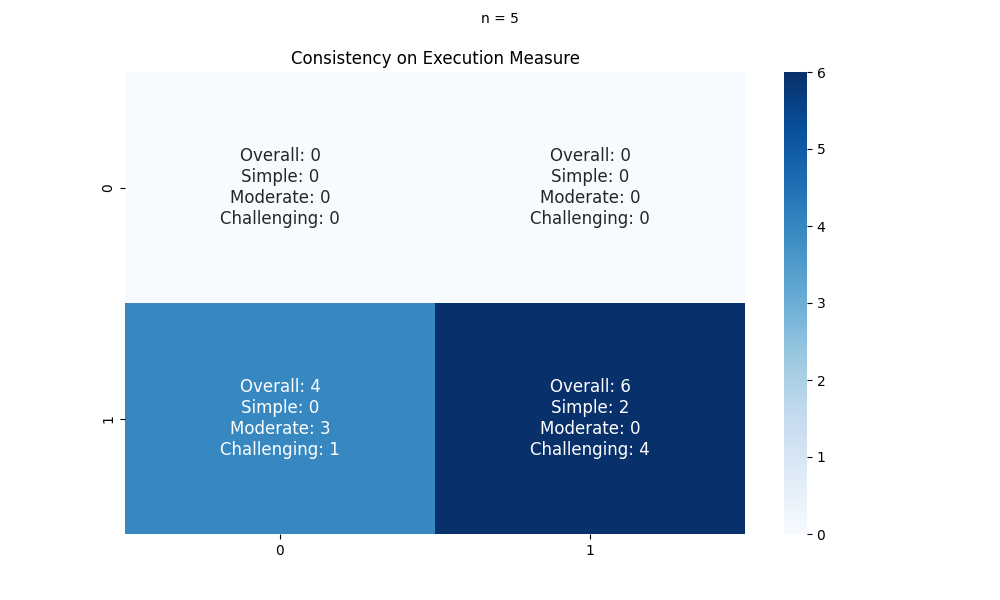 n = 5
Consistency on Execution Measure
0
Overall: 0
Simple: 0
Moderate: 0
Challenging: 0
Overall: 0
Simple: 0
Moderate: 0
Challenging: 0
1
Overall: 4
Simple: 0
Moderate: 3
Challenging: 1
Overall: 6
Simple: 2
Moderate: 0
Challenging: 4
0
1
6
5
4
3
2
1
0